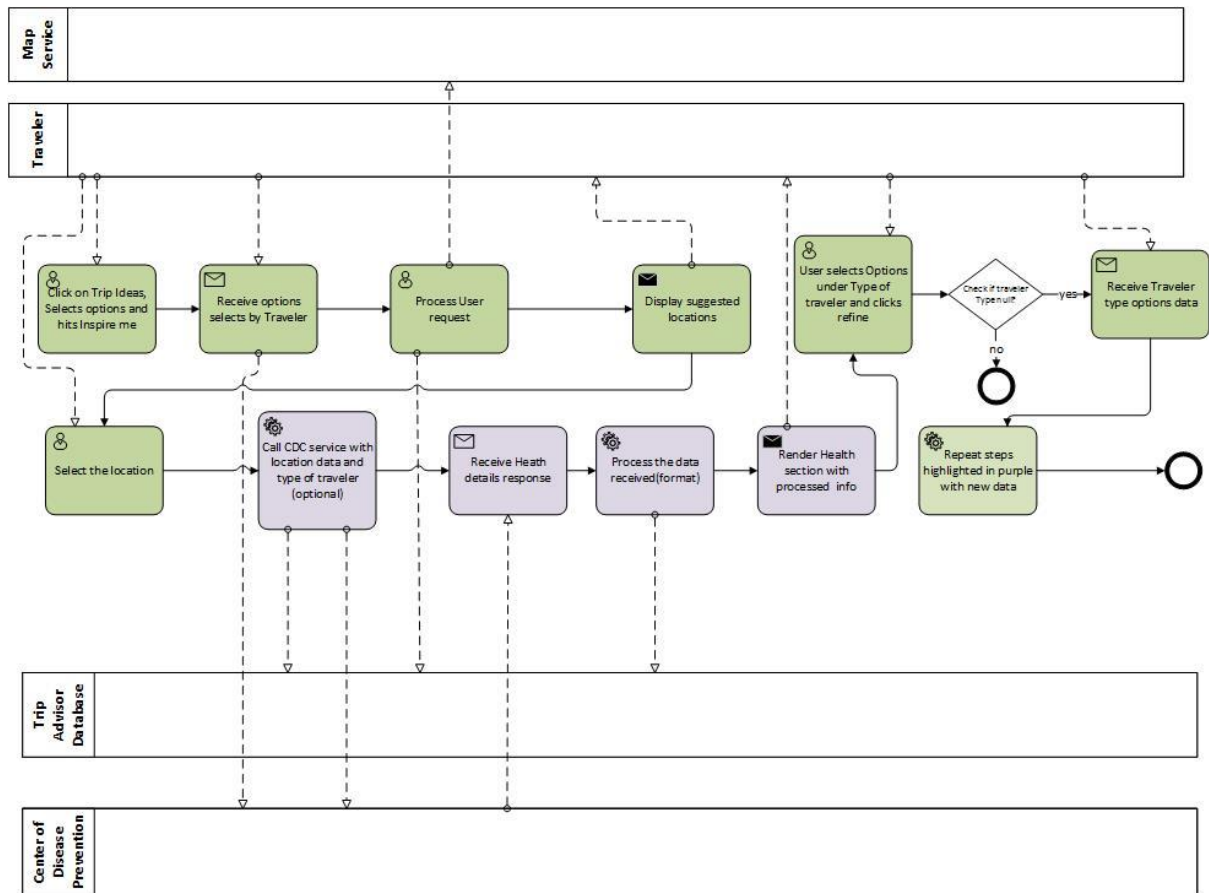 Map
Service
Traveler
Click on Trip Ideas,
Selects options and
hits Inspire me
Receive options
selects by Traveler
Process User
request
Display suggested
locations
User selects Options
under Type of
traveler and clicks
refine
Check if traveler
Type null?
yes
no
Receive Traveler
type options data
Select the location
Call CDC service with
location data and
type of traveler
(optional)
Receive Heath
details response
Process the data
received(format)
Render Health
section with
processed info
Repeat steps
highlighted in purple
with new data
Trip
Advisor
Database
Center of
Disease
Prevention